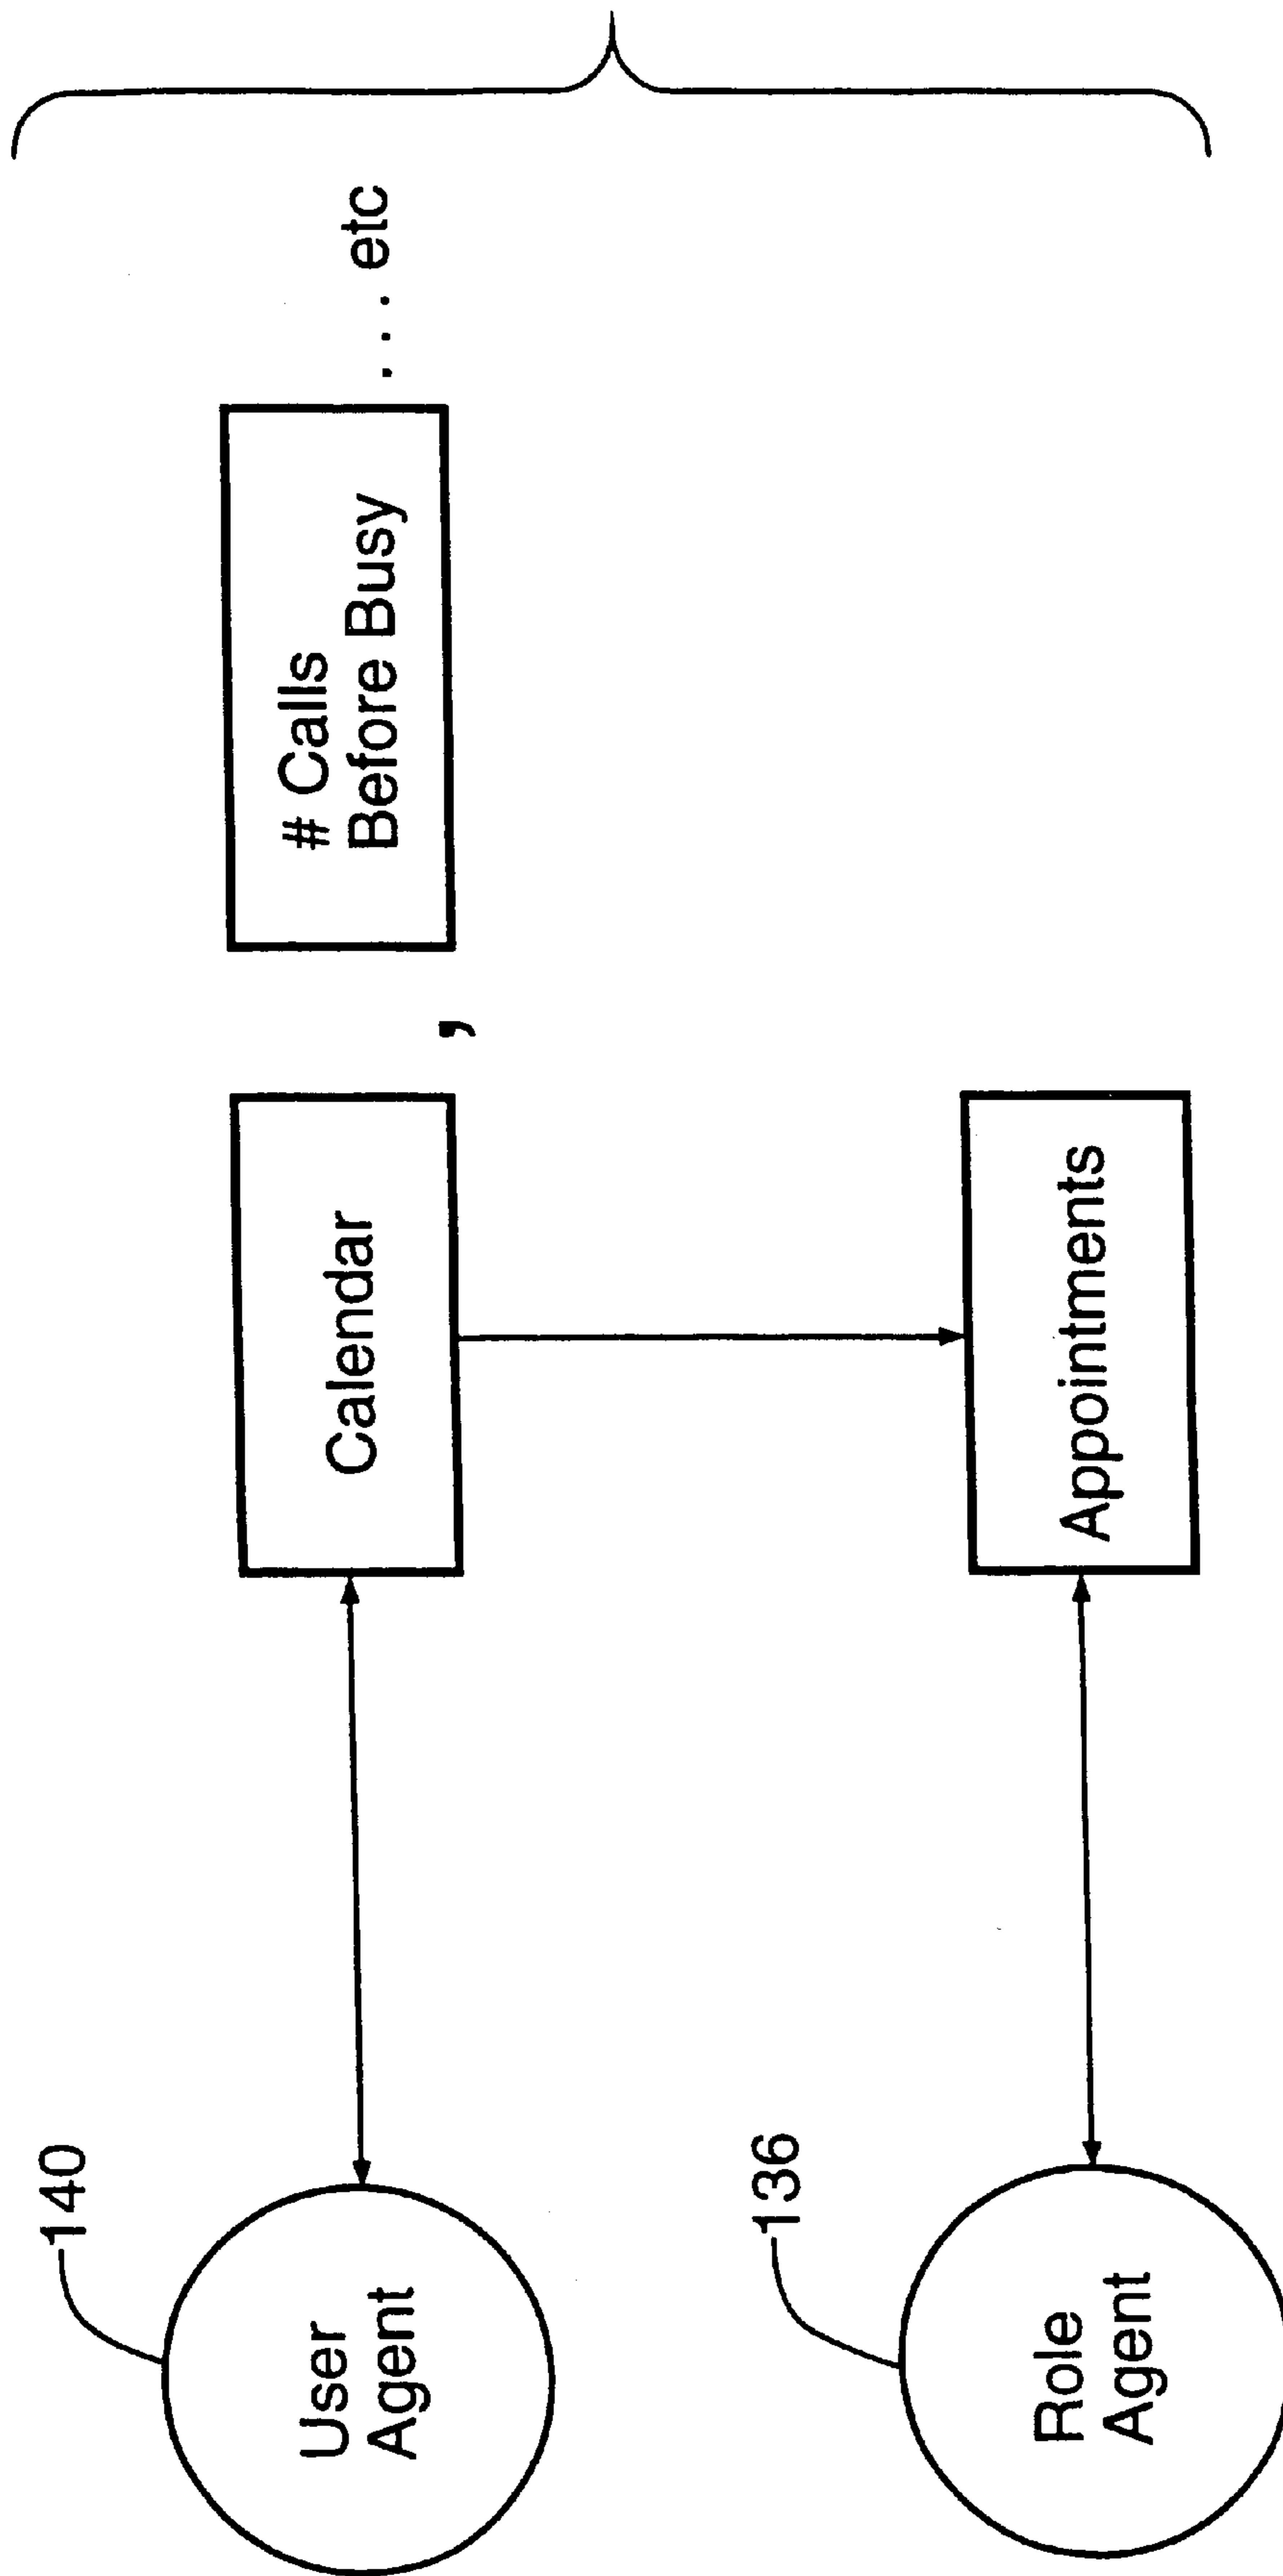 140
User
Agent
Calendar
,
# Calls
Before Busy
. . . etc
136
Role
Agent
Appointments